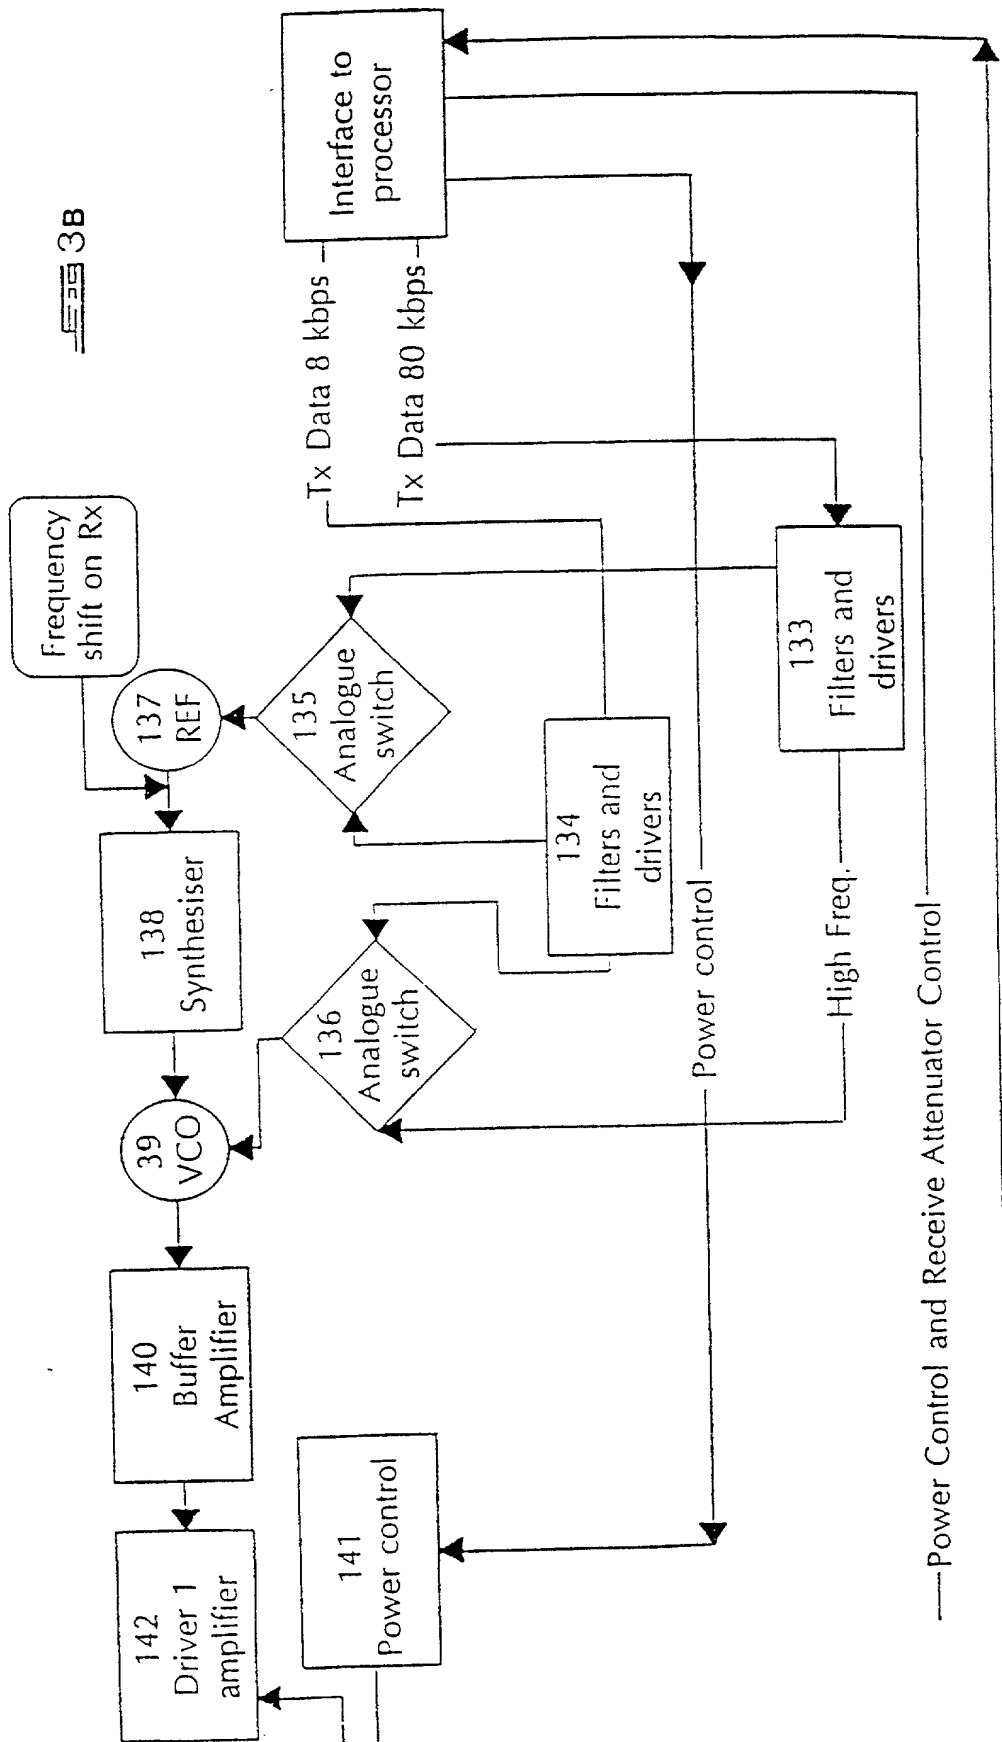 FIG 3B
Frequency
shift on Rx
142
Driver 1
amplifier
140
Buffer
Amplifier
39
VCO
138
Synthesiser
137
REF
141
Power control
136
Analogue
switch
135
Analogue
switch
Interface to
processor
Tx Data 8 kbps
Tx Data 80 kbps
134
Filters and
drivers
Power control
133
Filters and
drivers
High Freq.
Power Control and Receive Attenuator Control